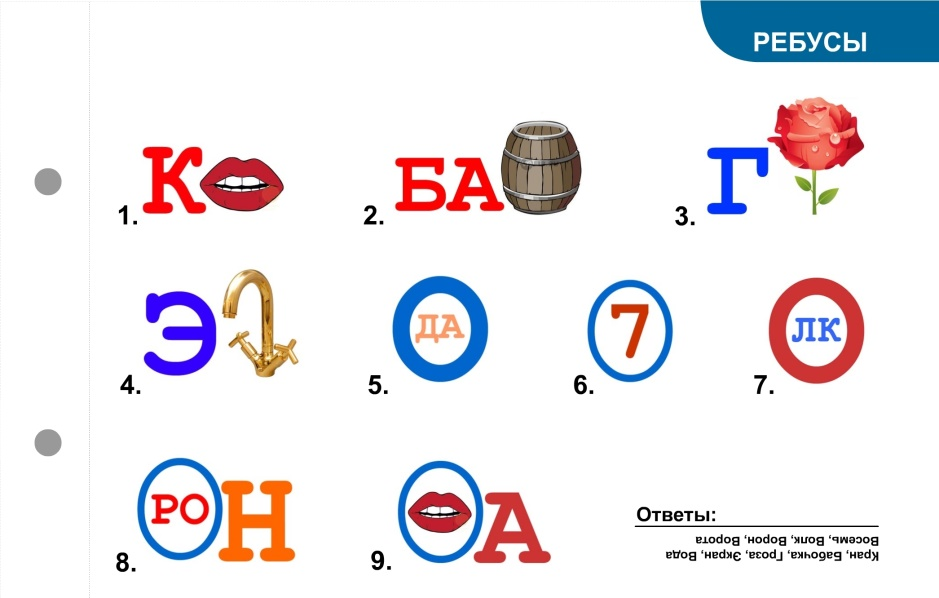 РЕБУСЫ
1. К
2. БА
3. Г
4. Э
5. ДА
6. 7
7. ЛК
8. РО Н
9. А
Ответы:
Кран, Бабочка, Гроза, Экран, Вода
Восемь, Волк, Ворон, Ворота